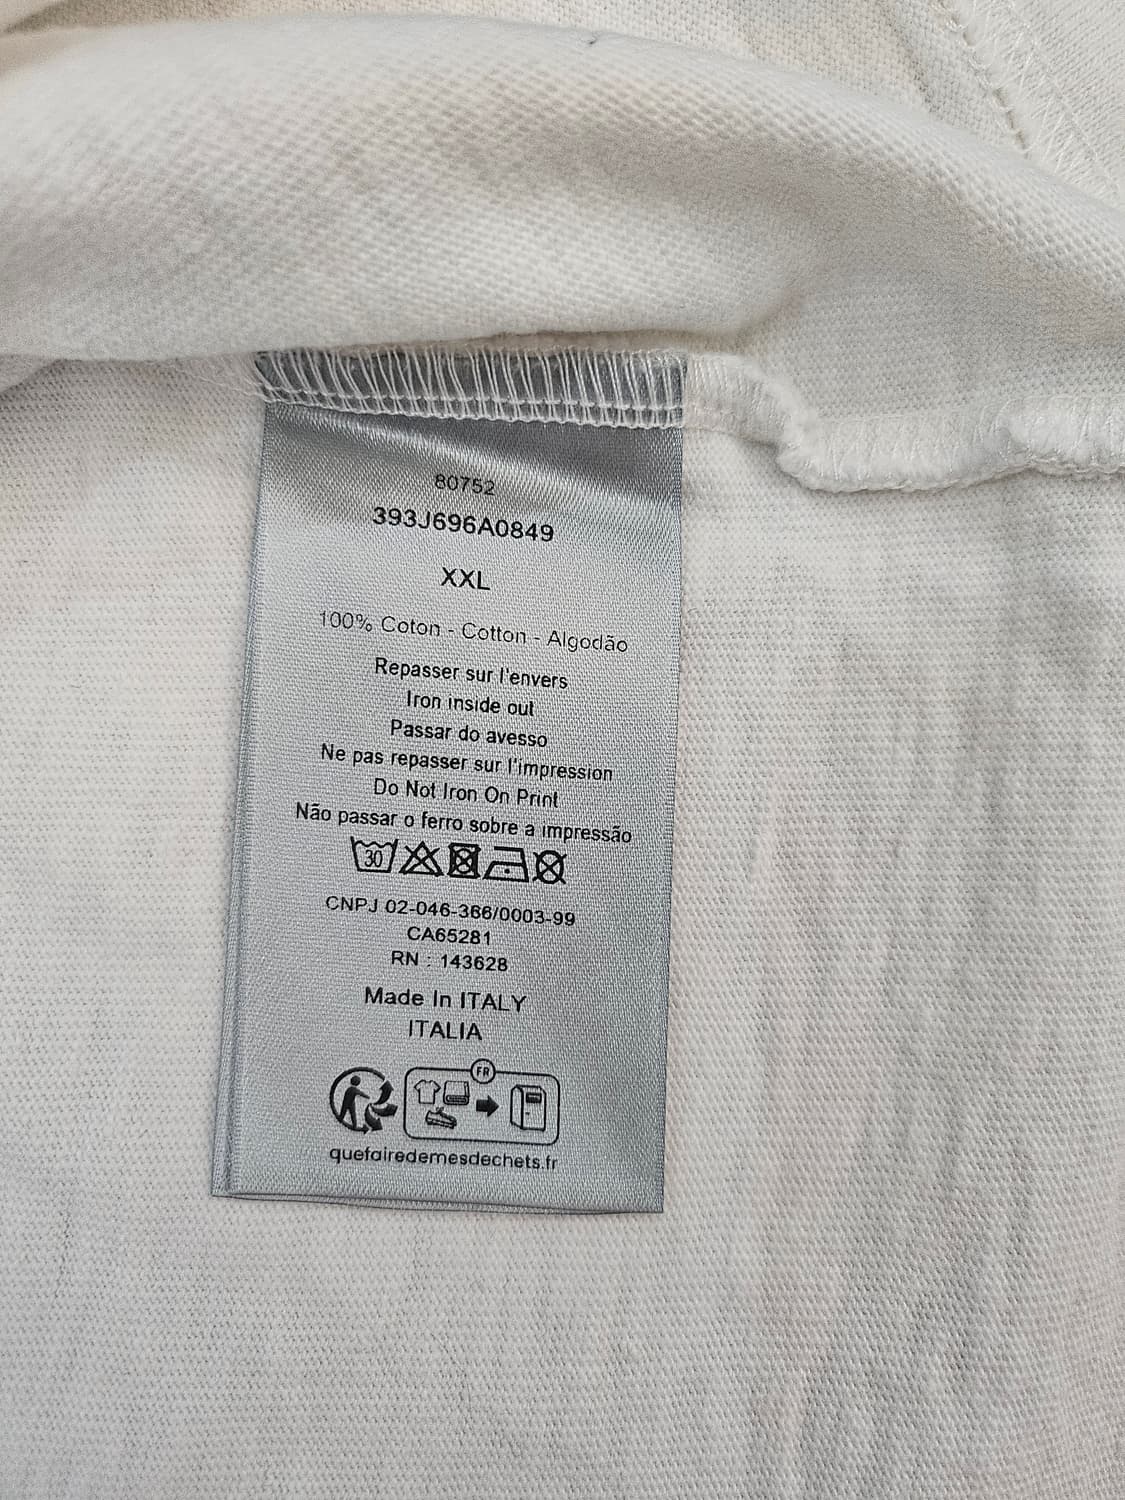 80752
393J696A0849
XXL
100% Coton - Cotton - Algodão
Repasser sur l'envers
Iron inside out
Passar do avesso
Ne pas repasser sur l'impression
Do Not Iron On Print
Não passar o ferro sobre a impressão
30
CNPJ 02-046-366/0003-99
CA65281
RN : 143628
Made In ITALY
ITALIA
FR
quefairedemesdechets.fr